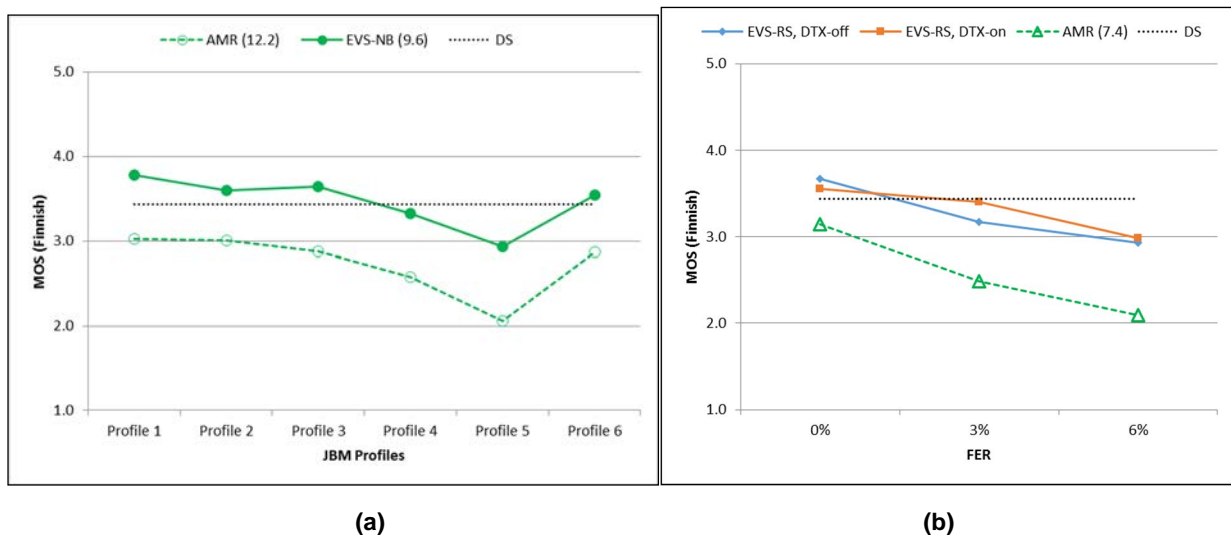 AMR (12.2) EVS-NB (9.6) DS
5.0
4.0
3.0
2.0
1.0
MOS (Finnish)
Profile 1 Profile 2 Profile 3 Profile 4 Profile 5 Profile 6
JBM Profiles
(a)
EVS-RS, DTX-off EVS-RS, DTX-on AMR (7.4) DS
5.0
4.0
3.0
2.0
1.0
MOS (Finnish)
0% 3% 6%
FER
(b)